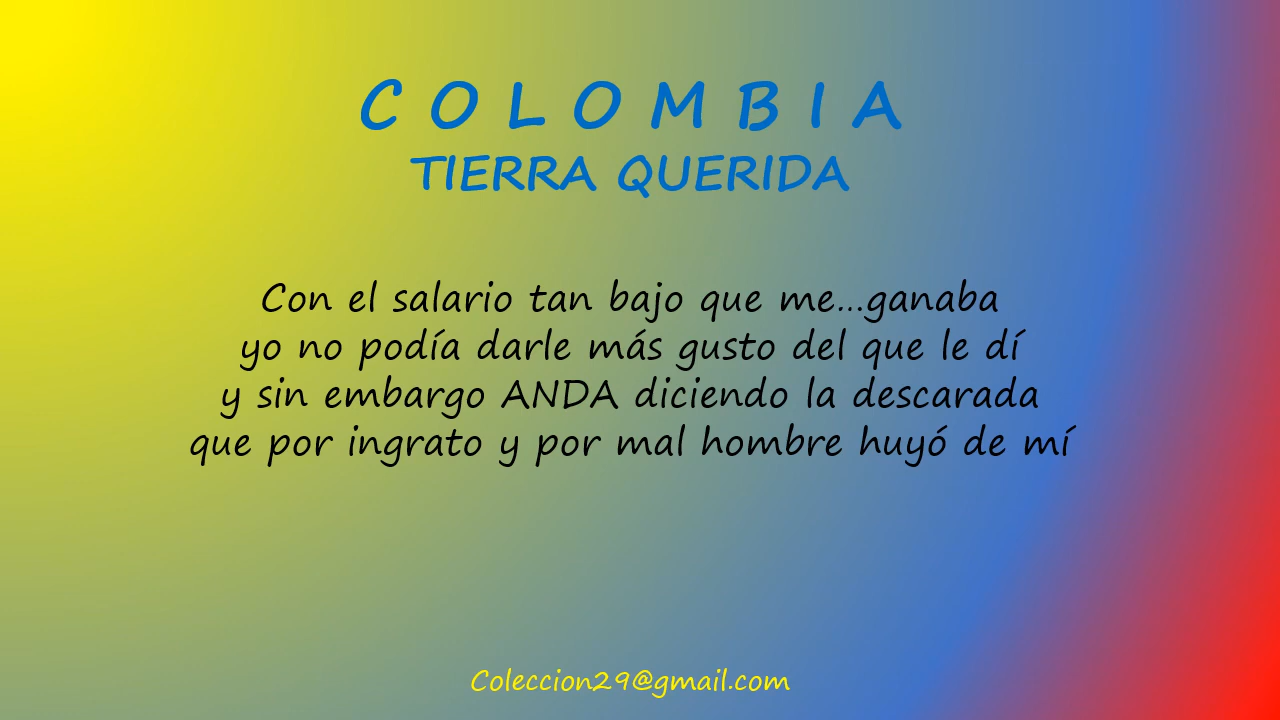 C O L O M B I A
TIERRA QUERIDA
Con el salario tan bajo que me...ganaba
yo no podía darle más gusto del que le dí
y sin embargo ANDA diciendo la descarada
que por ingrato y por mal hombre huyó de mí
Coleccion29@gmail.com